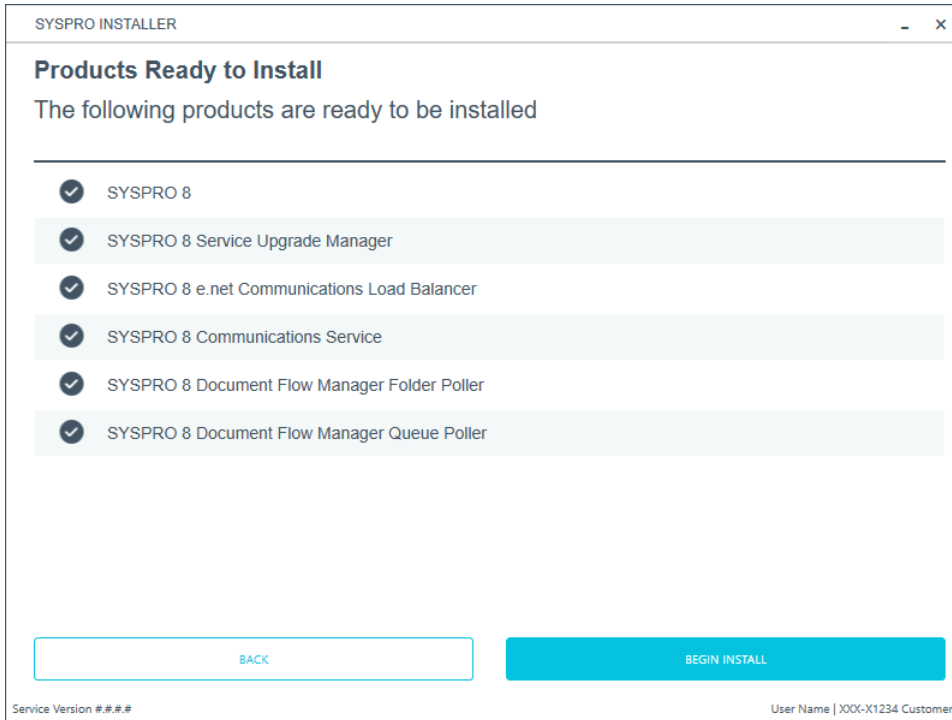 SYSPRO INSTALLER
Products Ready to Install
The following products are ready to be installed
SYSPRO 8
SYSPRO 8 Service Upgrade Manager
SYSPRO 8 e.net Communications Load Balancer
SYSPRO 8 Communications Service
SYSPRO 8 Document Flow Manager Folder Poller
SYSPRO 8 Document Flow Manager Queue Poller
BACK
BEGIN INSTALL
Service Version #.#.#.#
User Name | XXX-X1234 Customer